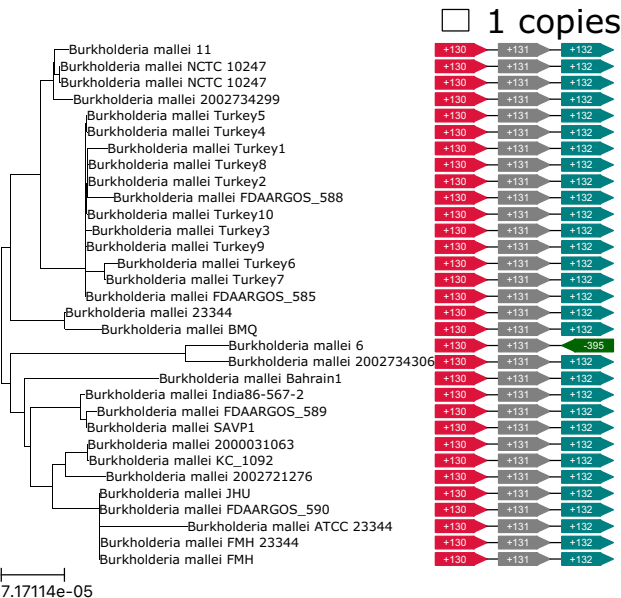 1 copies
Burkholderia mallei 11 +130 +131 +132
Burkholderia mallei NCTC 10247 +130 +131 +132
Burkholderia mallei NCTC 10247 +130 +131 +132
Burkholderia mallei 2002734299 +130 +131 +132
Burkholderia mallei Turkey5 +130 +131 +132
Burkholderia mallei Turkey4 +130 +131 +132
Burkholderia mallei Turkey1 +130 +131 +132
Burkholderia mallei Turkey8 +130 +131 +132
Burkholderia mallei Turkey2 +130 +131 +132
Burkholderia mallei FDAARGOS_588 +130 +131 +132
Burkholderia mallei Turkey10 +130 +131 +132
Burkholderia mallei Turkey3 +130 +131 +132
Burkholderia mallei Turkey9 +130 +131 +132
Burkholderia mallei Turkey6 +130 +131 +132
Burkholderia mallei Turkey7 +130 +131 +132
Burkholderia mallei FDAARGOS_585 +130 +131 +132
Burkholderia mallei 23344 +130 +131 +132
Burkholderia mallei BMQ +130 +131 +132
Burkholderia mallei 6 +130 +131 -395
Burkholderia mallei 2002734306 +130 +131 +132
Burkholderia mallei Bahrain1 +130 +131 +132
Burkholderia mallei India86-567-2 +130 +131 +132
Burkholderia mallei FDAARGOS_589 +130 +131 +132
Burkholderia mallei SAVP1 +130 +131 +132
Burkholderia mallei 2000031063 +130 +131 +132
Burkholderia mallei KC_1092 +130 +131 +132
Burkholderia mallei 2002721276 +130 +131 +132
Burkholderia mallei JHU +130 +131 +132
Burkholderia mallei FDAARGOS_590 +130 +131 +132
Burkholderia mallei ATCC 23344 +130 +131 +132
Burkholderia mallei FMH 23344 +130 +131 +132
Burkholderia mallei FMH +130 +131 +132
7.17114e-05